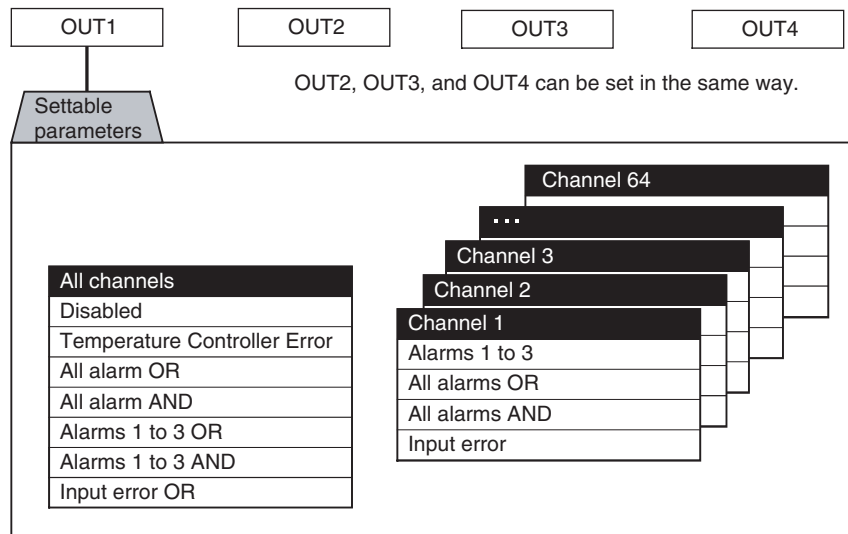 OUT1
OUT2
OUT3
OUT4
OUT2, OUT3, and OUT4 can be set in the same way.
Settable
parameters
All channels
Disabled
Temperature Controller Error
All alarm OR
All alarm AND
Alarms 1 to 3 OR
Alarms 1 to 3 AND
Input error OR
Channel 64
...
Channel 3
Channel 2
Channel 1
Alarms 1 to 3
All alarms OR
All alarms AND
Input error